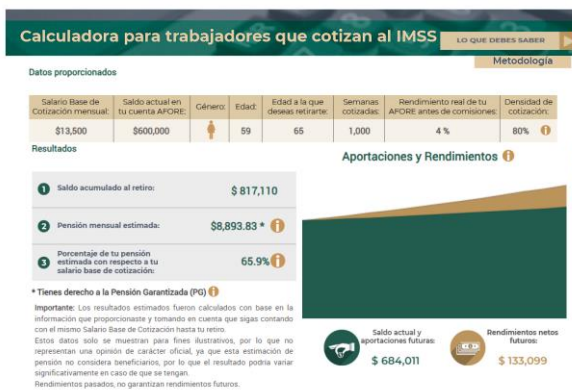 Calculadora para trabajadores que cotizan al IMSS
LO QUE DEBES SABER
Metodología
Datos proporcionados
Salario Base de Cotización mensual:
Saldo actual en tu cuenta AFORE:
Género:
Edad:
Edad a la que deseas retirarte:
Semanas cotizadas:
Rendimiento real de tu AFORE antes de comisiones:
Densidad de cotización:
$13,500
$600,000
59
65
1,000
4 %
80%
Resultados
1 Saldo acumulado al retiro: $ 817,110
2 Pensión mensual estimada: $8,893.83 *
3 Porcentaje de tu pensión
estimada con respecto a tu
salario base de cotización:
65.9%
* Tienes derecho a la Pensión Garantizada (PG)
Importante: Los resultados estimados fueron calculados con base en la
información que proporcionaste y tomando en cuenta que sigas contando
con el mismo Salario Base de Cotización hasta tu retiro.
Estos datos solo se muestran para fines ilustrativos, por lo que no
representan una opinión de carácter oficial, ya que esta estimación de
pensión no considera beneficiarios, por lo que el resultado podría variar
significativamente en caso de que se tengan.
Rendimientos pasados, no garantizan rendimientos futuros.
Aportaciones y Rendimientos
Saldo actual y
aportaciones futuras:
$ 684,011
Rendimientos netos
futuros:
$ 133,099